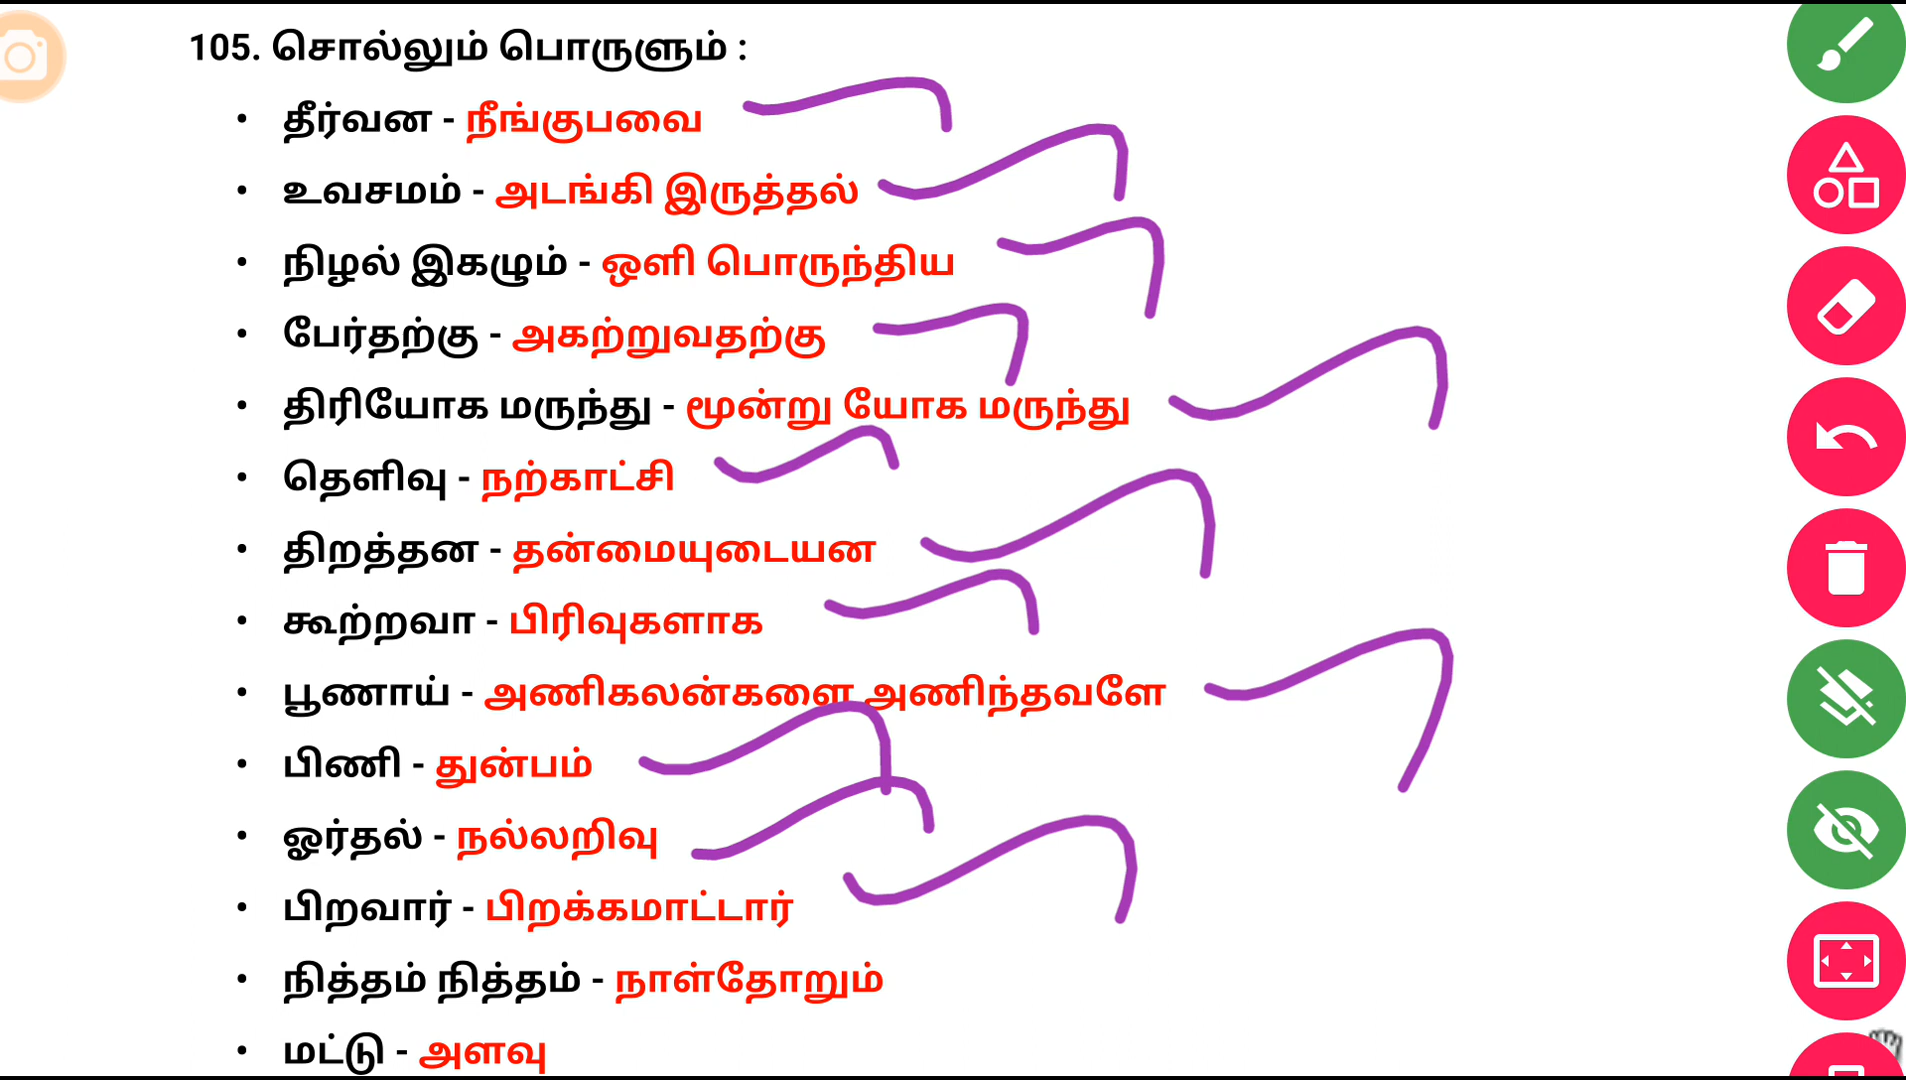 105. சொல்லும் பொருளும் :
• தீர்வன - நீங்குபவை
• உவசமம் - அடங்கி இருத்தல்
• நிழல் இகழும் - ஒளி பொருந்திய
• பேர்தற்கு - அகற்றுவதற்கு
• திரியோக மருந்து - மூன்று யோக மருந்து
• தெளிவு - நற்காட்சி
• திறத்தன - தன்மையுடையன
• கூற்றவா - பிரிவுகளாக
• பூணாய் - அணிகலன்களை அணிந்தவளே
• பிணி - துன்பம்
• ஓர்தல் - நல்லறிவு
• பிறவார் - பிறக்கமாட்டார்
• நித்தம் நித்தம் - நாள்தோறும்
• மட்டு - அளவு